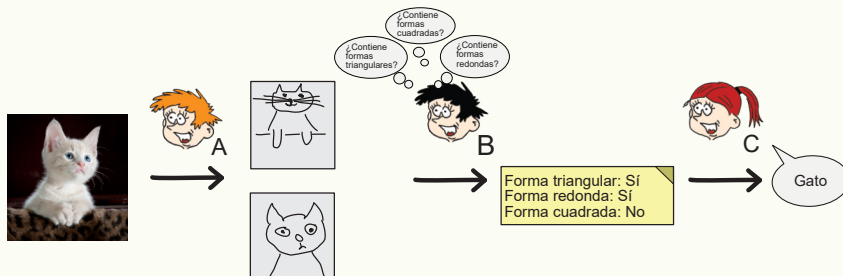 ¿Contiene
formas
cuadradas?
¿Contiene
formas
triangulares?
¿Contiene
formas
redondas?
A
B
C
Forma triangular: Sí
Forma redonda: Sí
Forma cuadrada: No
Gato